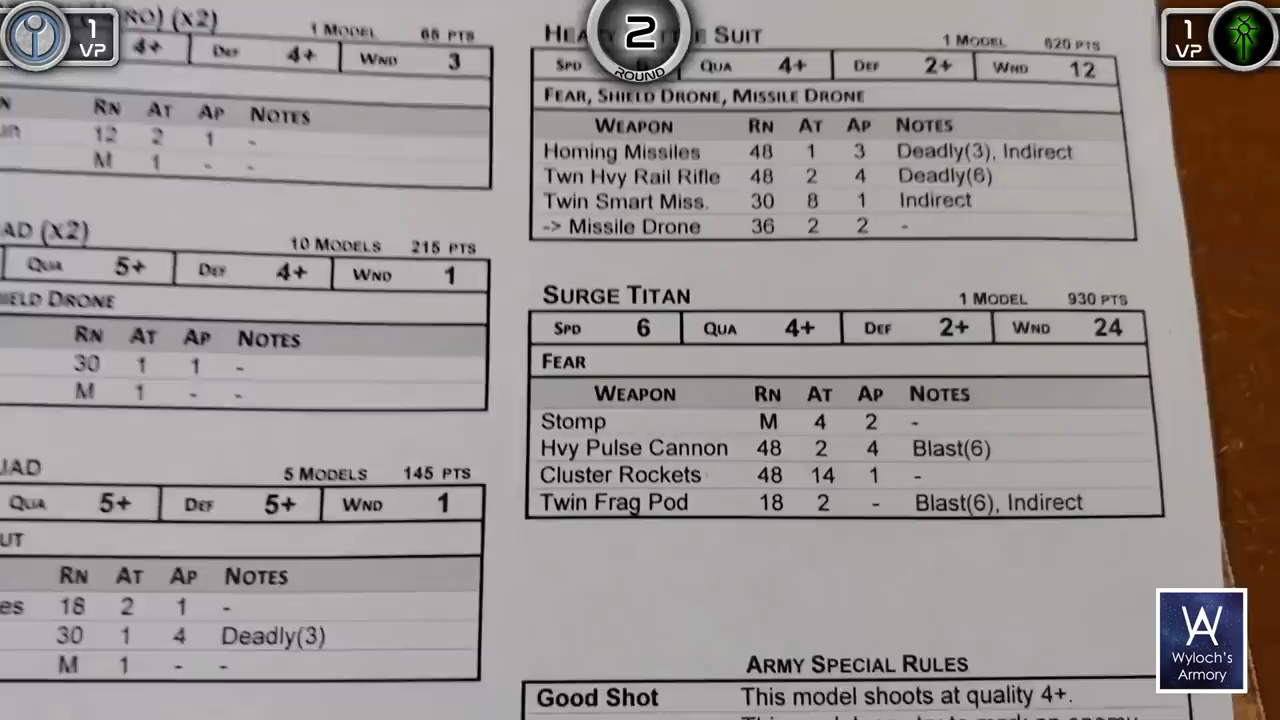 1
VP
RO) (X2)
1 MODEL 65 PTS
4+ DEF 4+ WND 3
RN AT AP NOTES
12 2 1 -
M 1 - -
AD (X2)
10 MODELS 215 PTS
QUA 5+ DEF 4+ WND 1
IELD DRONE
RN AT AP NOTES
30 1 1 -
M 1 - -
UAD
5 MODELS 145 PTS
QUA 5+ DEF 5+ WND 1
UT
RN AT AP NOTES
es 18 2 1 -
30 1 4 Deadly(3)
M 1 - -
2
ROUND
SUIT
1 MODEL 620 PTS
SPD QUA 4+ DEF 2+ WND 12
FEAR, SHIELD DRONE, MISSILE DRONE
WEAPON RN AT AP NOTES
Homing Missiles 48 1 3 Deadly(3), Indirect
Twn Hvy Rail Rifle 48 2 4 Deadly(6)
Twin Smart Miss. 30 8 1 Indirect
-> Missile Drone 36 2 2 -
SURGE TITAN
1 MODEL 930 PTS
SPD 6 QUA 4+ DEF 2+ WND 24
FEAR
WEAPON RN AT AP NOTES
Stomp M 4 2 -
Hvy Pulse Cannon 48 2 4 Blast(6)
Cluster Rockets 48 14 1 -
Twin Frag Pod 18 2 - Blast(6), Indirect
ARMY SPECIAL RULES
Good Shot This model shoots at quality 4+.
1
VP
WA
Wyloch's
Armory